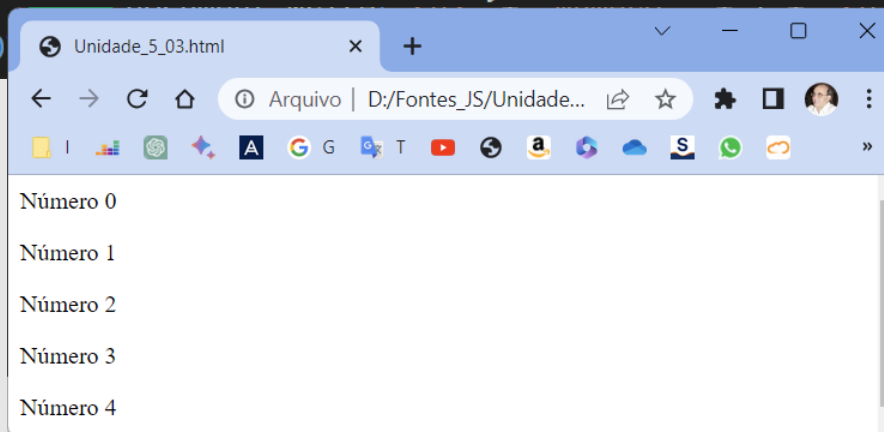 Unidade_5_03.html
Arquivo | D:/Fontes_JS/Unidade...
I A G G T a S »
Número 0
Número 1
Número 2
Número 3
Número 4